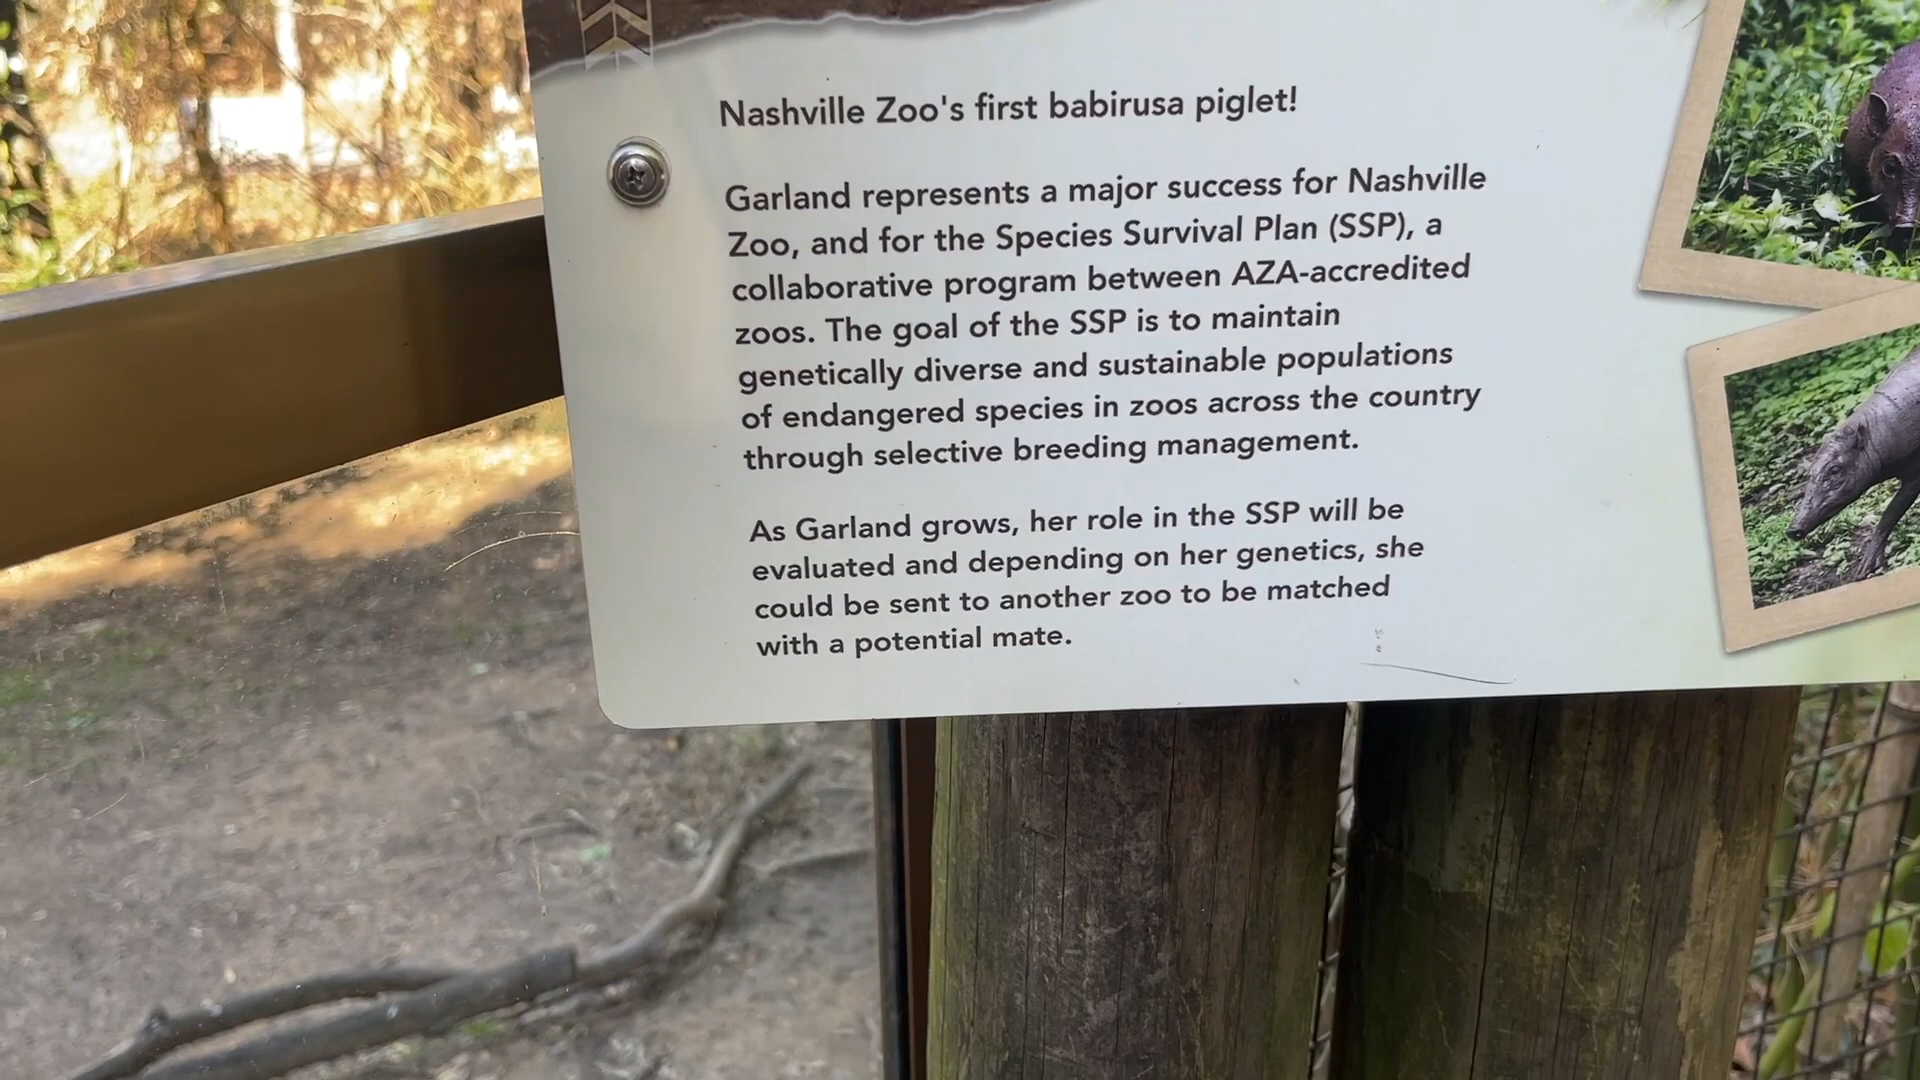 Nashville Zoo's first babirusa piglet!
Garland represents a major success for Nashville
Zoo, and for the Species Survival Plan (SSP), a
collaborative program between AZA-accredited
zoos. The goal of the SSP is to maintain
genetically diverse and sustainable populations
of endangered species in zoos across the country
through selective breeding management.
As Garland grows, her role in the SSP will be
evaluated and depending on her genetics, she
could be sent to another zoo to be matched
with a potential mate.